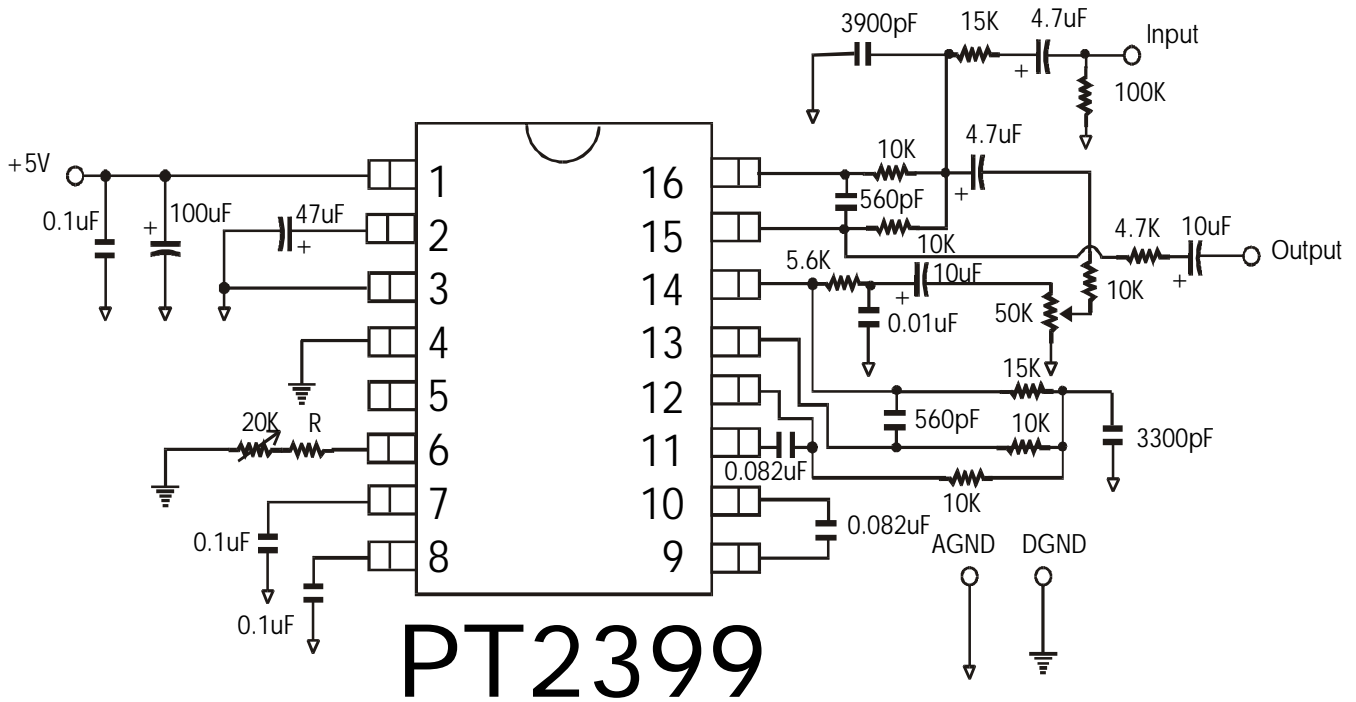 3900pF 15K 4.7uF Input
100K
+5V 0.1uF 100uF 47uF
+
+
+
1 16 10K 4.7uF
+
560pF
2 15 10K
4.7K 10uF Output
+
3 14 5.6K 10uF
+
0.01uF 50K 10K
4 13
15K
5 12 560pF 10K 3300pF
20K R
6 11 0.082uF
10K
7 10 0.082uF
0.1uF
8 9
0.1uF
AGND DGND
PT2399